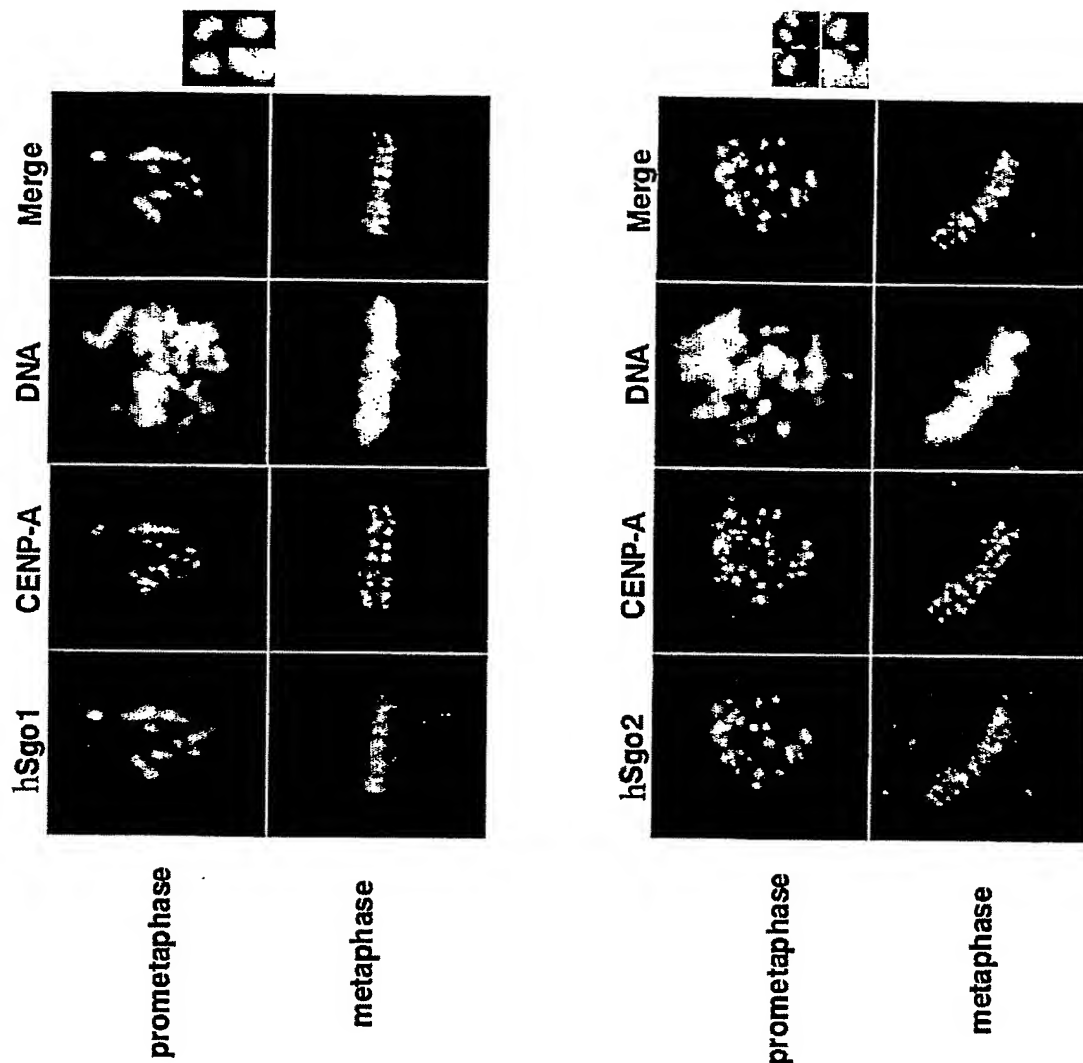 hSgo1
CENP-A
DNA
Merge
prometaphase
metaphase
hSgo2
CENP-A
DNA
Merge
prometaphase
metaphase